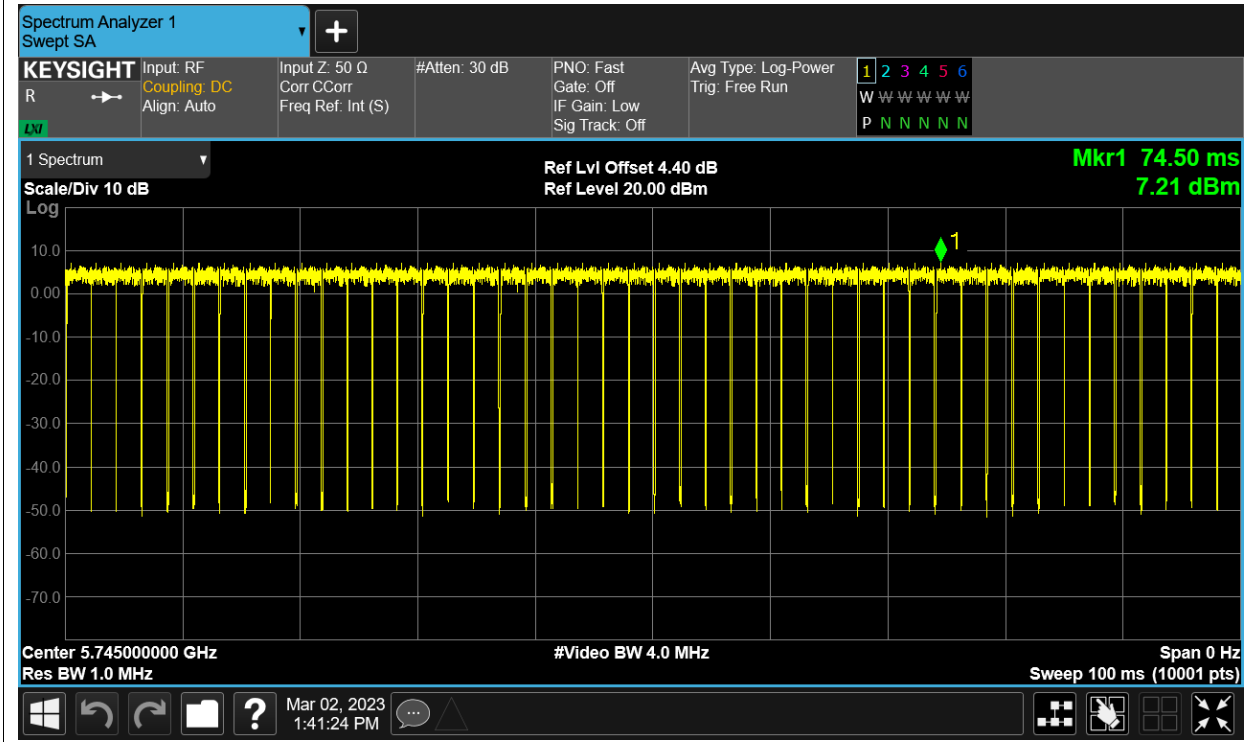 Spectrum Analyzer 1
Swept SA
KEYSIGHT
R
LXI
Input: RF
Coupling: DC
Align: Auto
Input Z: 50 Ω
Corr CCorr
Freq Ref: Int (S)
#Atten: 30 dB
PNO: Fast
Gate: Off
IF Gain: Low
Sig Track: Off
Avg Type: Log-Power
Trig: Free Run
1 2 3 4 5 6
W W W W W W
P N N N N N
1 Spectrum
Scale/Div 10 dB
Log
Ref Lvl Offset 4.40 dB
Ref Level 20.00 dBm
Mkr1 74.50 ms
7.21 dBm
1
10.0
0.00
-10.0
-20.0
-30.0
-40.0
-50.0
-60.0
-70.0
Center 5.745000000 GHz
Res BW 1.0 MHz
#Video BW 4.0 MHz
Span 0 Hz
Sweep 100 ms (10001 pts)
?
Mar 02, 2023
1:41:24 PM